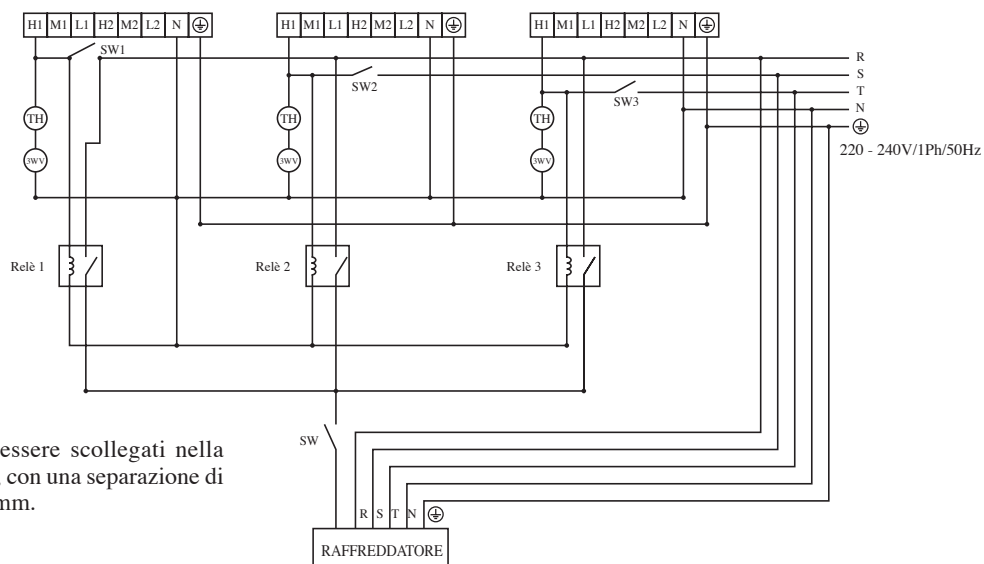 H1 M1 L1 H2 M2 L2 N
H1 M1 L1 H2 M2 L2 N
H1 M1 L1 H2 M2 L2 N
SW1
R
S
SW2
T
SW3
N
TH
TH
TH
220 - 240V/1Ph/50Hz
3WV
3WV
3WV
Relè 1
Relè 2
Relè 3
SW
essere scollegati nella
con una separazione di
mm.
R S T N
RAFFREDDATORE